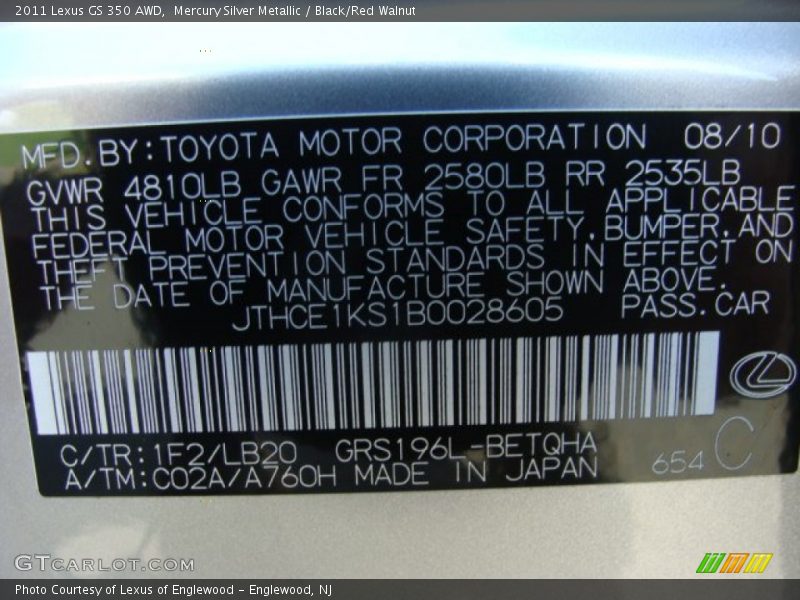 2011 Lexus GS 350 AWD,  Mercury Silver Metallic / Black/Red Walnut
MFD.BY:TOYOTA MOTOR CORPORATION 08/10
GVWR 4810LB GAWR FR 2580LB RR 2535LB
THIS VEHICLE CONFORMS TO ALL APPLICABLE
FEDERAL MOTOR VEHICLE SAFETY,BUMPER,AND
THEFT PREVENTION STANDARDS IN EFFECT ON
THE DATE OF MANUFACTURE SHOWN ABOVE.
JTHCE1KS1B0028605 PASS.CAR
C/TR:1F2/LB20 GRS196L-BETQHA
A/TM:C02A/A760H MADE IN JAPAN 654 C
GTCARLOT.COM
Photo Courtesy of Lexus of Englewood - Englewood, NJ